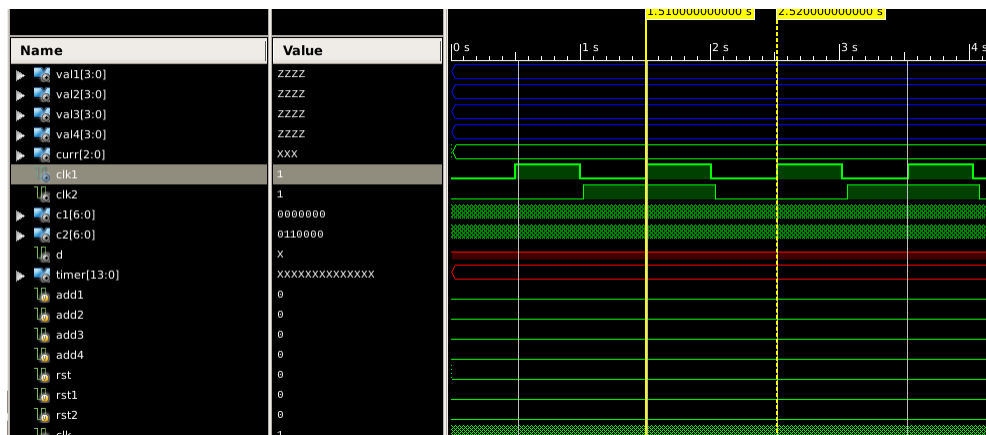 1.510000000000 s 2.520000000000 s
Name Value 0 s 1 s 2 s 3 s 4 s
val1[3:0] ZZZZ
val2[3:0] ZZZZ
val3[3:0] ZZZZ
val4[3:0] ZZZZ
curr[2:0] XXX
clk1 1
clk2 1
c1[6:0] 0000000
c2[6:0] 0110000
d X
timer[13:0] XXXXXXXXXXXXXX
add1 0
add2 0
add3 0
add4 0
rst 0
rst1 0
rst2 0
clk 1